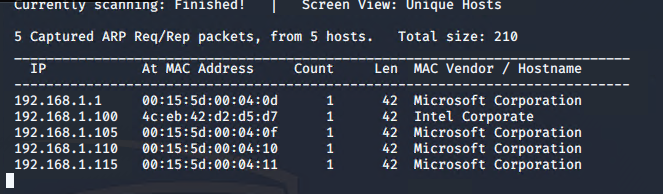 Currently scanning: Finished!   |   Screen View: Unique Hosts
5 Captured ARP Req/Rep packets, from 5 hosts.   Total size: 210
_____________________________________________________________________________
  IP            At MAC Address     Count     Len  MAC Vendor / Hostname
-----------------------------------------------------------------------------
192.168.1.1     00:15:5d:00:04:0d      1      42  Microsoft Corporation
192.168.1.100   4c:eb:42:d2:d5:d7      1      42  Intel Corporate
192.168.1.105   00:15:5d:00:04:0f      1      42  Microsoft Corporation
192.168.1.110   00:15:5d:00:04:10      1      42  Microsoft Corporation
192.168.1.115   00:15:5d:00:04:11      1      42  Microsoft Corporation